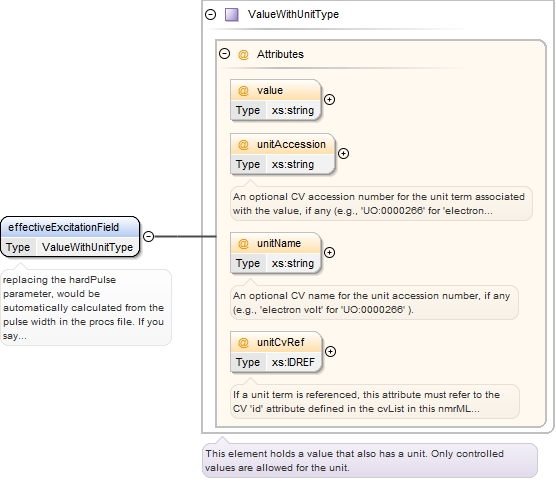 ValueWithUnitType
@ Attributes
@ value
Type xs:string
@ unitAccession
Type xs:string
An optional CV accession number for the unit term associated
with the value, if any (e.g., 'UO:0000266' for 'electron...
effectiveExcitationField
Type ValueWithUnitType
replacing the hardPulse
parameter, would be
automatically calculated from the
pulse width in the procs file. If you
say...
@ unitName
Type xs:string
An optional CV name for the unit accession number, if any
(e.g., 'electron volt' for 'UO:0000266' ).
@ unitCvRef
Type xs:IDREF
If a unit term is referenced, this attribute must refer to the
CV 'id' attribute defined in the cvList in this nmrML...
This element holds a value that also has a unit. Only controlled
values are allowed for the unit.